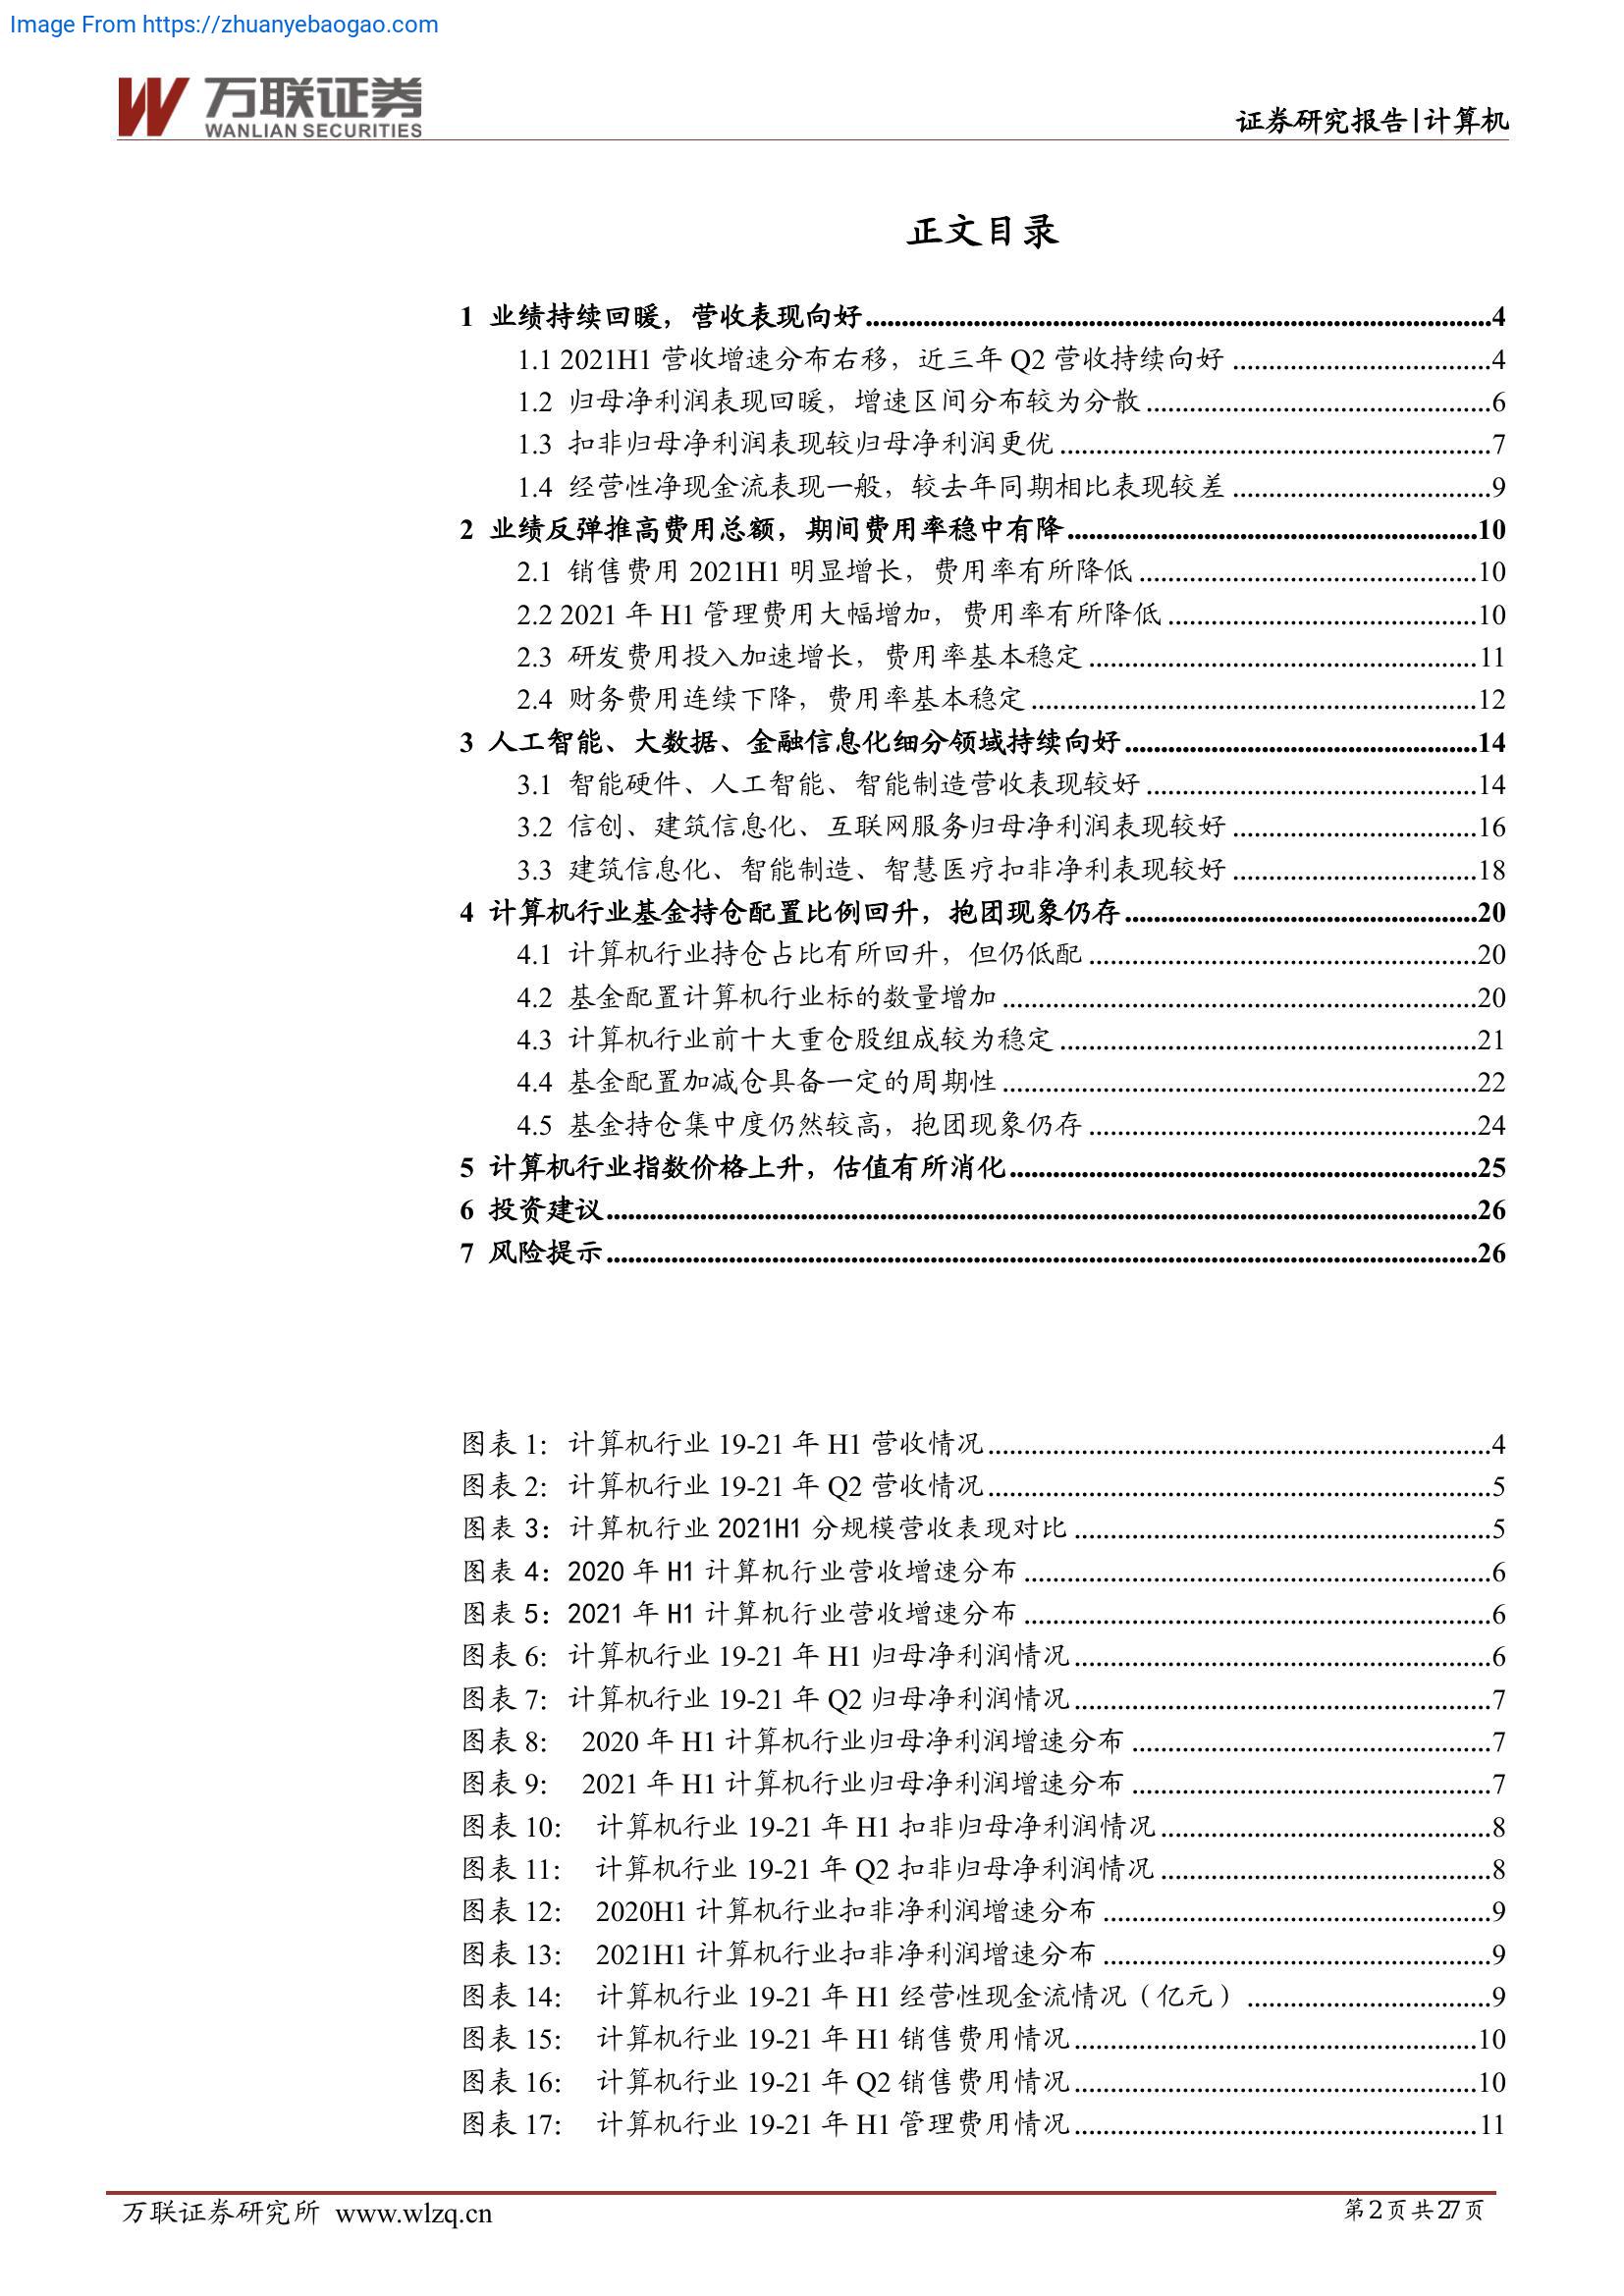 Image From https://zhuanyebaogao.com
万联证券
WANLIAN SECURITIES
证券研究报告|计算机
正文目录
1 业绩持续回暖，营收表现向好........4
1.1 2021H1 营收增速分布右移，近三年 Q2 营收持续向好........4
1.2 归母净利润表现回暖，增速区间分布较为分散........6
1.3 扣非归母净利润表现较归母净利润更优........7
1.4 经营性净现金流表现一般，较去年同期相比表现较差........9
2 业绩反弹推高费用总额，期间费用率稳中有降........10
2.1 销售费用 2021H1 明显增长，费用率有所降低........10
2.2 2021 年 H1 管理费用大幅增加，费用率有所降低........10
2.3 研发费用投入加速增长，费用率基本稳定........11
2.4 财务费用连续下降，费用率基本稳定........12
3 人工智能、大数据、金融信息化细分领域持续向好........14
3.1 智能硬件、人工智能、智能制造营收表现较好........14
3.2 信创、建筑信息化、互联网服务归母净利润表现较好........16
3.3 建筑信息化、智能制造、智慧医疗扣非净利表现较好........18
4 计算机行业基金持仓配置比例回升，抱团现象仍存........20
4.1 计算机行业持仓占比有所回升，但仍低配........20
4.2 基金配置计算机行业标的数量增加........20
4.3 计算机行业前十大重仓股组成较为稳定........21
4.4 基金配置加减仓具备一定的周期性........22
4.5 基金持仓集中度仍然较高，抱团现象仍存........24
5 计算机行业指数价格上升，估值有所消化........25
6 投资建议........26
7 风险提示........26
图表 1：计算机行业 19-21 年 H1 营收情况........4
图表 2：计算机行业 19-21 年 Q2 营收情况........5
图表 3：计算机行业 2021H1 分规模营收表现对比........5
图表 4：2020 年 H1 计算机行业营收增速分布........6
图表 5：2021 年 H1 计算机行业营收增速分布........6
图表 6：计算机行业 19-21 年 H1 归母净利润情况........6
图表 7：计算机行业 19-21 年 Q2 归母净利润情况........7
图表 8： 2020 年 H1 计算机行业归母净利润增速分布........7
图表 9： 2021 年 H1 计算机行业归母净利润增速分布........7
图表 10： 计算机行业 19-21 年 H1 扣非归母净利润情况........8
图表 11： 计算机行业 19-21 年 Q2 扣非归母净利润情况........8
图表 12： 2020H1 计算机行业扣非净利润增速分布........9
图表 13： 2021H1 计算机行业扣非净利润增速分布........9
图表 14： 计算机行业 19-21 年 H1 经营性现金流情况（亿元）........9
图表 15： 计算机行业 19-21 年 H1 销售费用情况........10
图表 16： 计算机行业 19-21 年 Q2 销售费用情况........10
图表 17： 计算机行业 19-21 年 H1 管理费用情况........11
万联证券研究所 www.wlzq.cn
第2页共27页